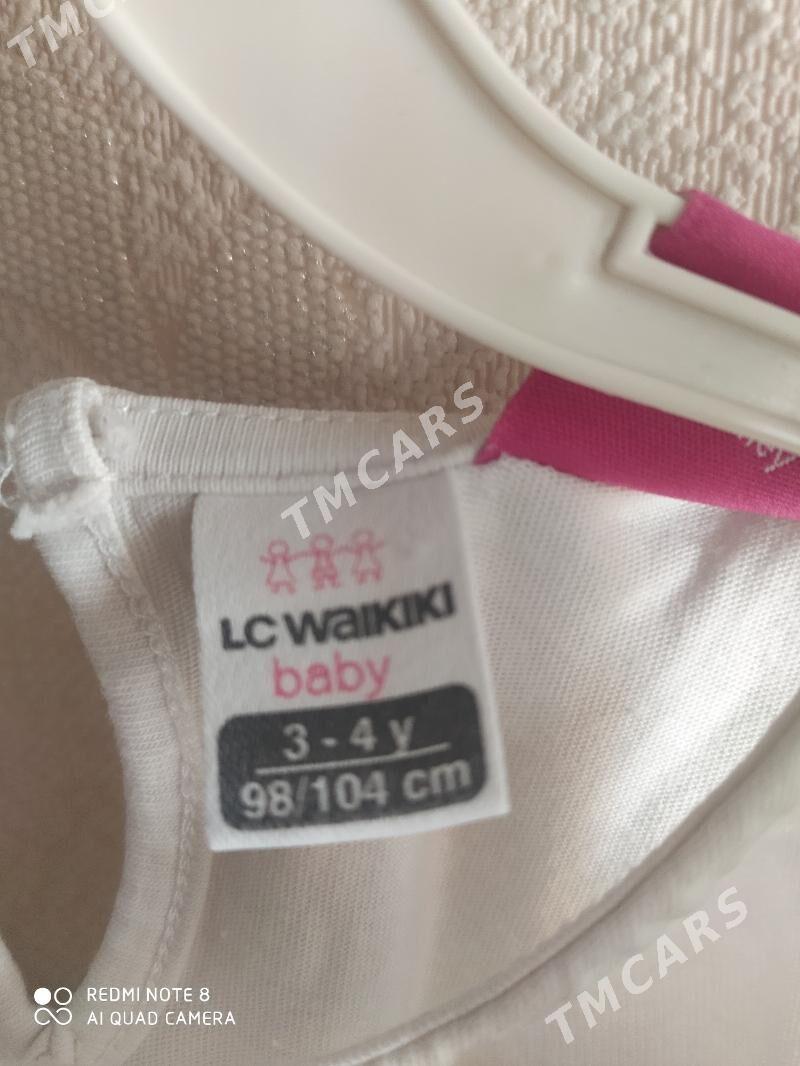 TMCARS
TMCARS
LC WAIKIKI
baby
3 - 4 y
98/104 cm
TMCARS
REDMI NOTE 8
AI QUAD CAMERA